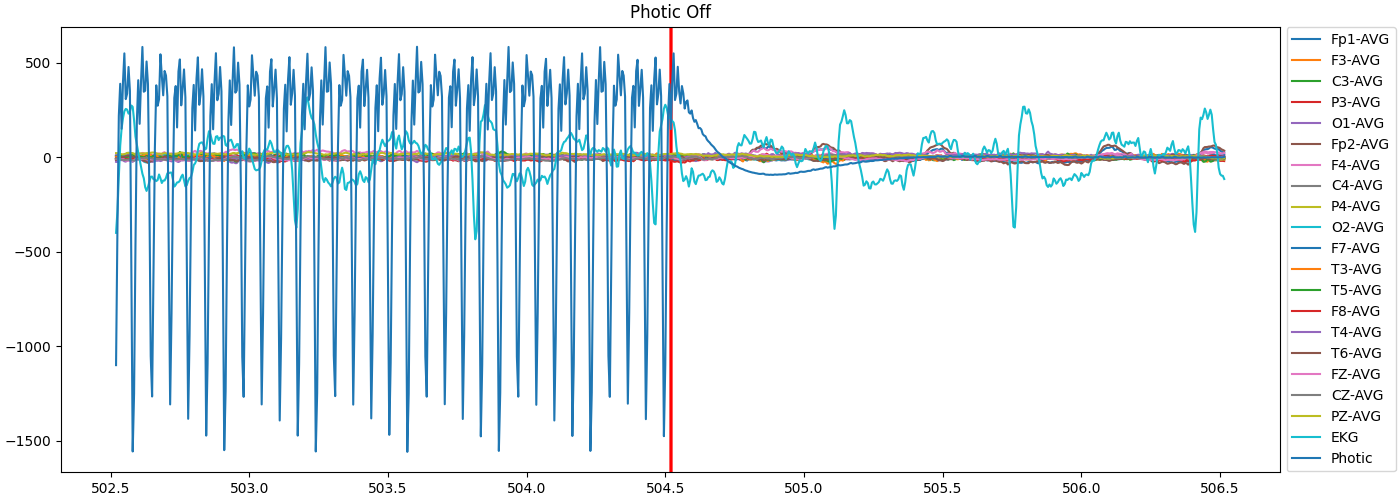 Photic Off
500
0
−500
−1000
−1500
502.5 503.0 503.5 504.0 504.5 505.0 505.5 506.0 506.5
Fp1-AVG
F3-AVG
C3-AVG
P3-AVG
O1-AVG
Fp2-AVG
F4-AVG
C4-AVG
P4-AVG
O2-AVG
F7-AVG
T3-AVG
T5-AVG
F8-AVG
T4-AVG
T6-AVG
FZ-AVG
CZ-AVG
PZ-AVG
EKG
Photic